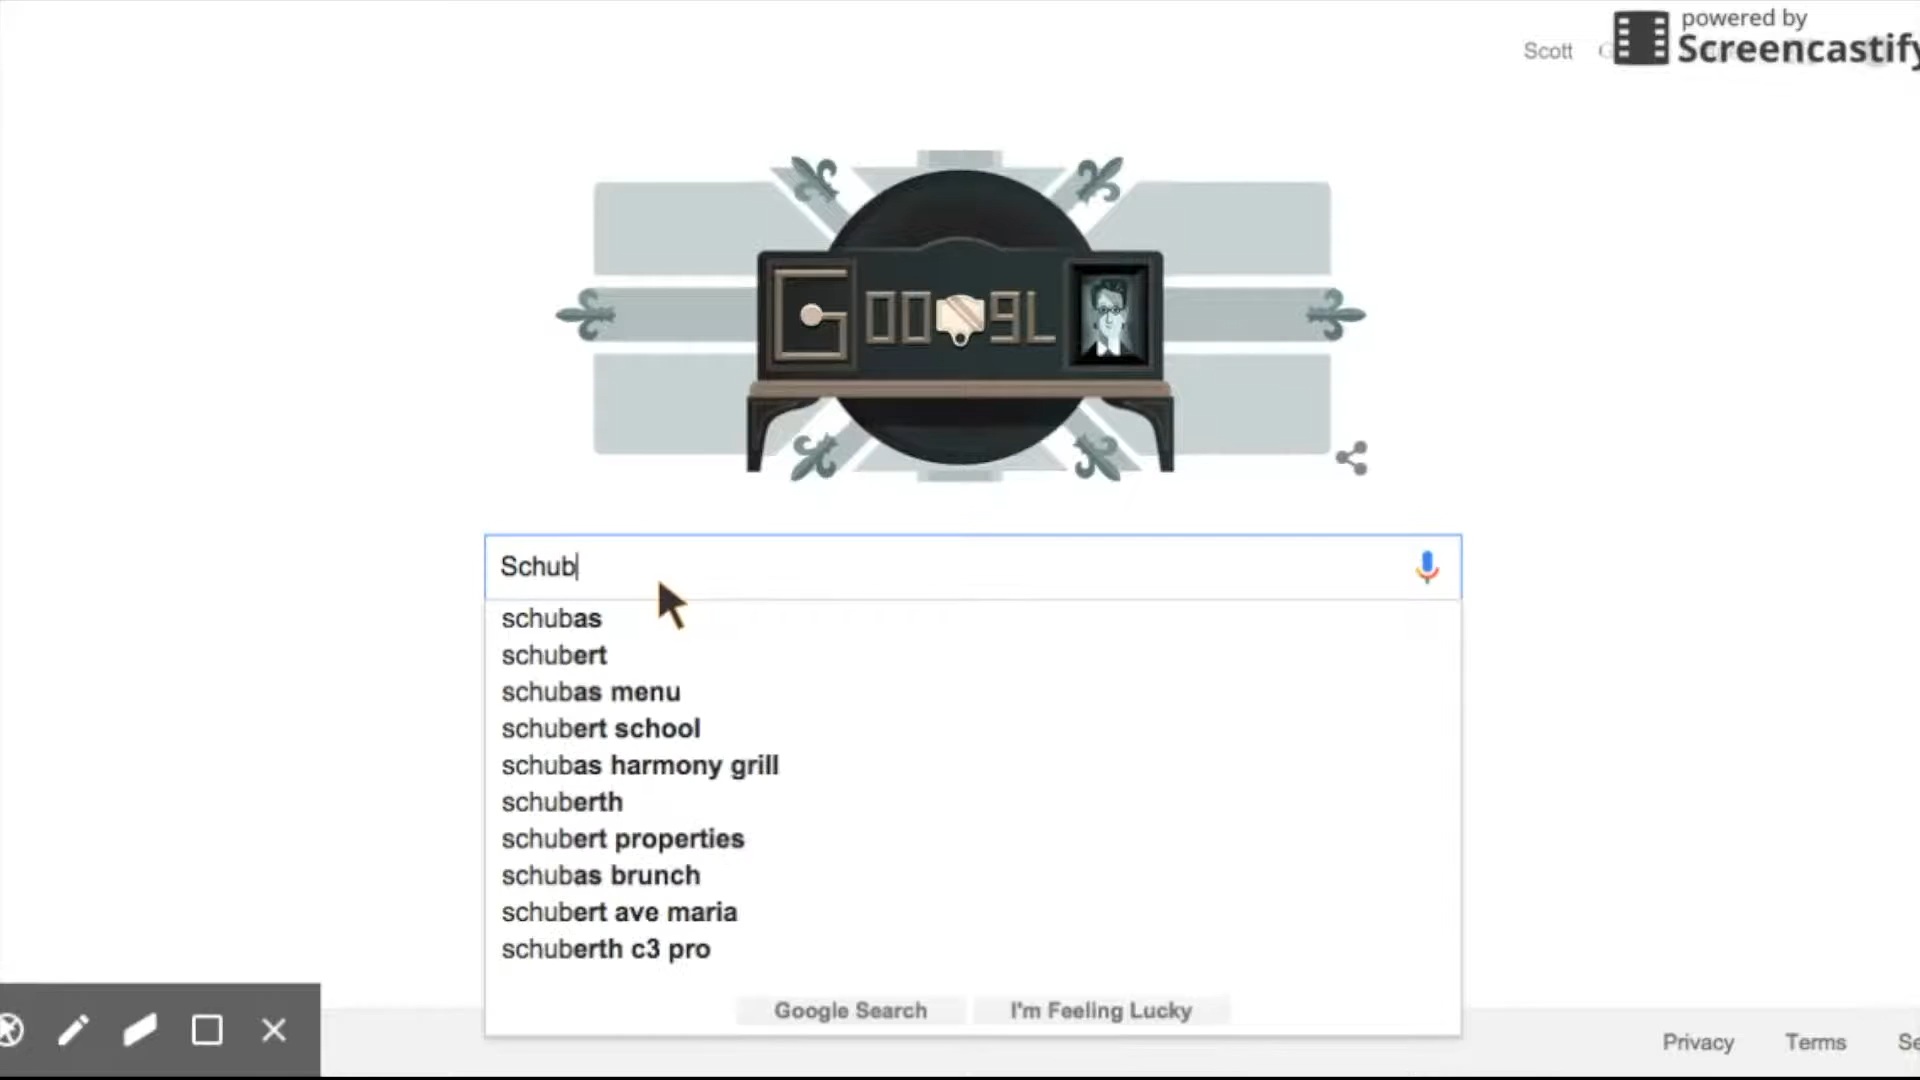 powered by
Screencastify
Scott
Schub
schubas
schubert
schubas menu
schubert school
schubas harmony grill
schuberth
schubert properties
schubas brunch
schubert ave maria
schuberth c3 pro
Google Search
I'm Feeling Lucky
Privacy
Terms